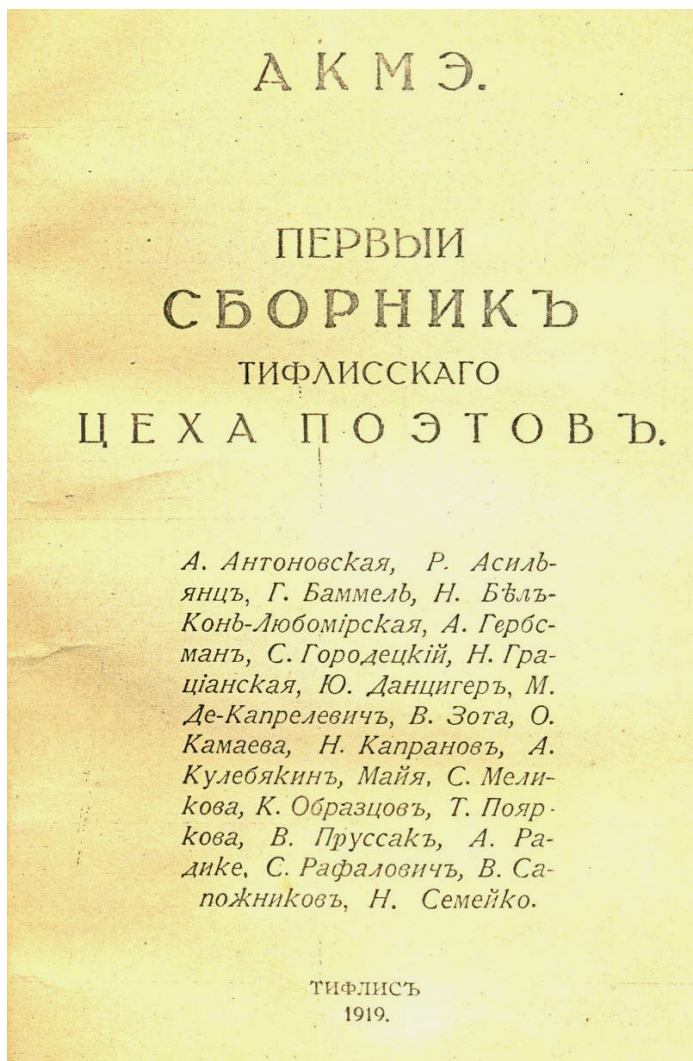 АКМЭ.
ПЕРВЫЙ
СБОРНИКЪ
ТИФЛИССКАГО
ЦЕХА ПОЭТОВЪ.
А. Антоновская, Р. Асиль-
янцъ, Г. Баммель, Н. Бѣлъ-
Конь-Любомірская, А. Гербс-
манъ, С. Городецкій, Н. Гра-
ціанская, Ю. Данцигеръ, М.
Де-Капрелевичъ, В. Зота, О.
Камаева, Н. Капрановъ, А.
Кулебякинъ, Майя, С. Мели-
кова, К. Образцовъ, Т. Пояр-
кова, В. Пруссакъ, А. Ра-
дике, С. Рафаловичъ, В. Са-
пожниковъ, Н. Семейко.
ТИФЛИСЪ
1919.